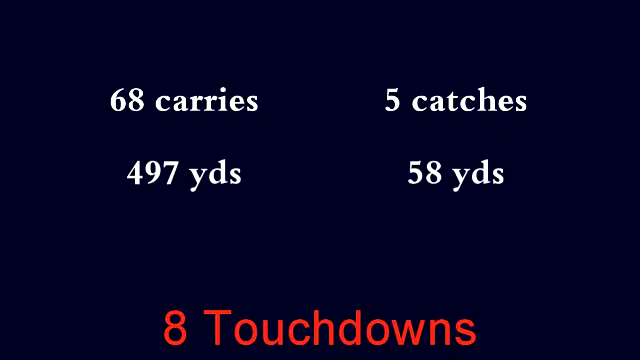 68 carries
5 catches
497 yds
58 yds
8 Touchdowns